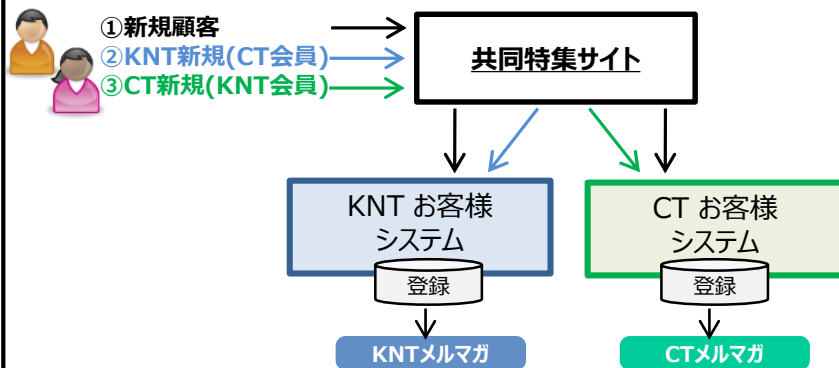 ①新規顧客
②KNT新規(CT会員)
③CT新規(KNT会員)
共同特集サイト
KNT お客様
システム
登録
KNTメルマガ
CT お客様
システム
登録
CTメルマガ